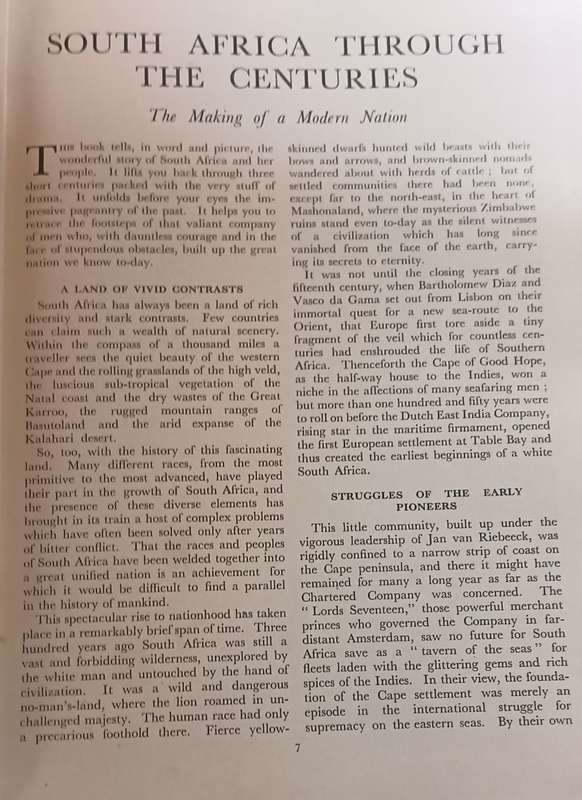 SOUTH AFRICA THROUGH
THE CENTURIES
The Making of a Modern Nation
THIS book tells, in word and picture, the
wonderful story of South Africa and her
people. It lifts you back through three
short centuries packed with the very stuff of
drama. It unfolds before your eyes the im-
pressive pageantry of the past. It helps you to
retrace the footsteps of that valiant company
of men who, with dauntless courage and in the
face of stupendous obstacles, built up the great
nation we know to-day.
A LAND OF VIVID CONTRASTS
South Africa has always been a land of rich
diversity and stark contrasts. Few countries
can claim such a wealth of natural scenery.
Within the compass of a thousand miles a
traveller sees the quiet beauty of the western
Cape and the rolling grasslands of the high veld,
the luscious sub-tropical vegetation of the
Natal coast and the dry wastes of the Great
Karroo, the rugged mountain ranges of
Basutoland and the arid expanse of the
Kalahari desert.
So, too, with the history of this fascinating
land. Many different races, from the most
primitive to the most advanced, have played
their part in the growth of South Africa, and
the presence of these diverse elements has
brought in its train a host of complex problems
which have often been solved only after years
of bitter conflict. That the races and peoples
of South Africa have been welded together into
a great unified nation is an achievement for
which it would be difficult to find a parallel
in the history of mankind.
This spectacular rise to nationhood has taken
place in a remarkably brief span of time. Three
hundred years ago South Africa was still a
vast and forbidding wilderness, unexplored by
the white man and untouched by the hand of
civilization. It was a wild and dangerous
no-man's-land, where the lion roamed in un-
challenged majesty. The human race had only
a precarious foothold there. Fierce yellow-
skinned dwarfs hunted wild beasts with their
bows and arrows, and brown-skinned nomads
wandered about with herds of cattle; but of
settled communities there had been none,
except far to the north-east, in the heart of
Mashonaland, where the mysterious Zimbabwe
ruins stand even to-day as the silent witnesses
of a civilization which has long since
vanished from the face of the earth, carry-
ing its secrets to eternity.
It was not until the closing years of the
fifteenth century, when Bartholomew Diaz and
Vasco da Gama set out from Lisbon on their
immortal quest for a new sea-route to the
Orient, that Europe first tore aside a tiny
fragment of the veil which for countless cen-
turies had enshrouded the life of Southern
Africa. Thenceforth the Cape of Good Hope,
as the half-way house to the Indies, won a
niche in the affections of many seafaring men;
but more than one hundred and fifty years were
to roll on before the Dutch East India Company,
rising star in the maritime firmament, opened
the first European settlement at Table Bay and
thus created the earliest beginnings of a white
South Africa.
STRUGGLES OF THE EARLY
PIONEERS
This little community, built up under the
vigorous leadership of Jan van Riebeeck, was
rigidly confined to a narrow strip of coast on
the Cape peninsula, and there it might have
remained for many a long year as far as the
Chartered Company was concerned. The
"Lords Seventeen," those powerful merchant
princes who governed the Company in far-
distant Amsterdam, saw no future for South
Africa save as a "tavern of the seas" for
fleets laden with the glittering gems and rich
spices of the Indies. In their view, the founda-
tion of the Cape settlement was merely an
episode in the international struggle for
supremacy on the eastern seas. By their own
7